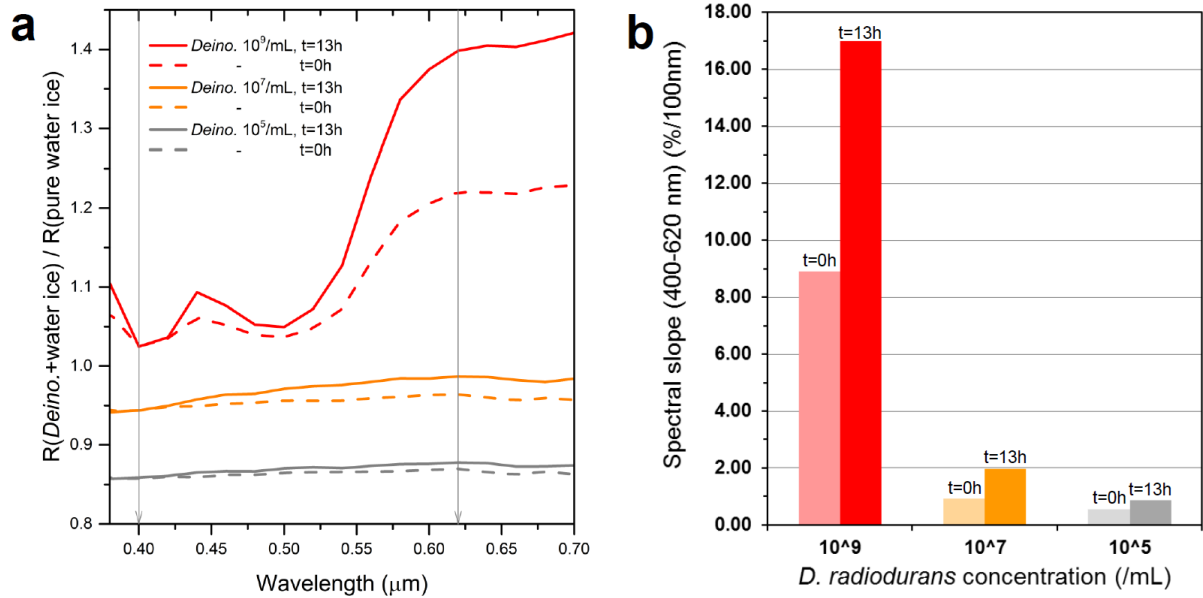 a
R(Deino.+water ice) / R(pure water ice)
1.4
1.3
1.2
1.1
1.0
0.9
0.8
Deino. 10⁹/mL, t=13h
- t=0h
Deino. 10⁷/mL, t=13h
- t=0h
Deino. 10⁵/mL, t=13h
- t=0h
0.40 0.45 0.50 0.55 0.60 0.65 0.70
Wavelength (μm)
b
Spectral slope (400-620 nm) (%/100nm)
18.00
16.00
14.00
12.00
10.00
8.00
6.00
4.00
2.00
0.00
t=0h
t=13h
t=0h
t=13h
t=0h
t=13h
10^9 10^7 10^5
D. radiodurans concentration (/mL)